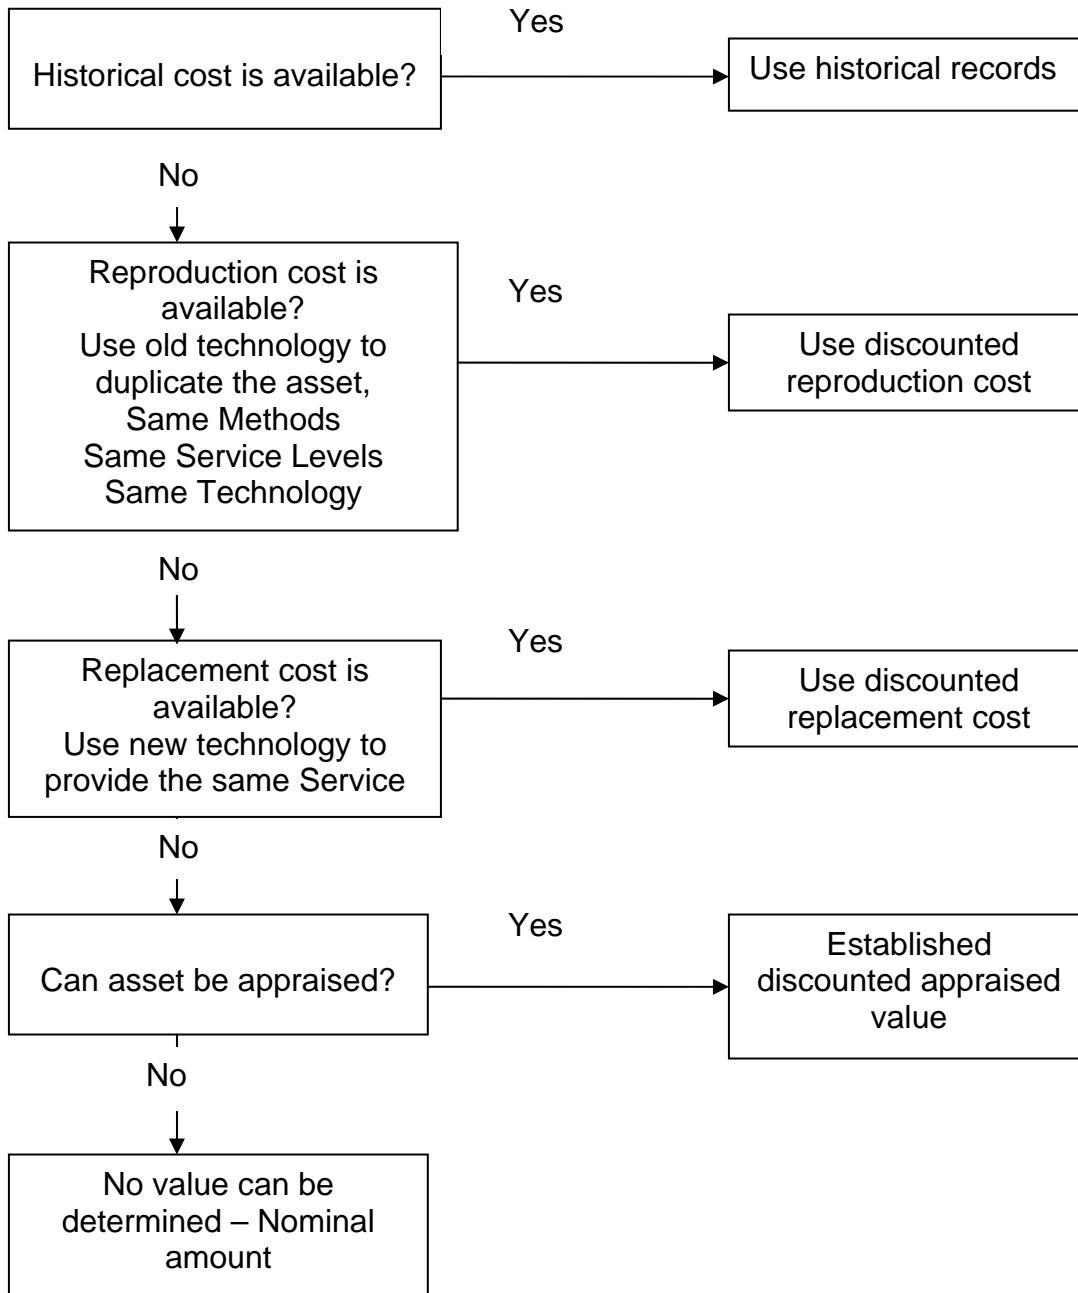 Yes
Historical cost is available?
Use historical records
No
Reproduction cost is
available?
Use old technology to
duplicate the asset,
Same Methods
Same Service Levels
Same Technology
Yes
Use discounted
reproduction cost
No
Replacement cost is
available?
Use new technology to
provide the same Service
Yes
Use discounted
replacement cost
No
Can asset be appraised?
Yes
Established
discounted appraised
value
No
No value can be
determined – Nominal
amount